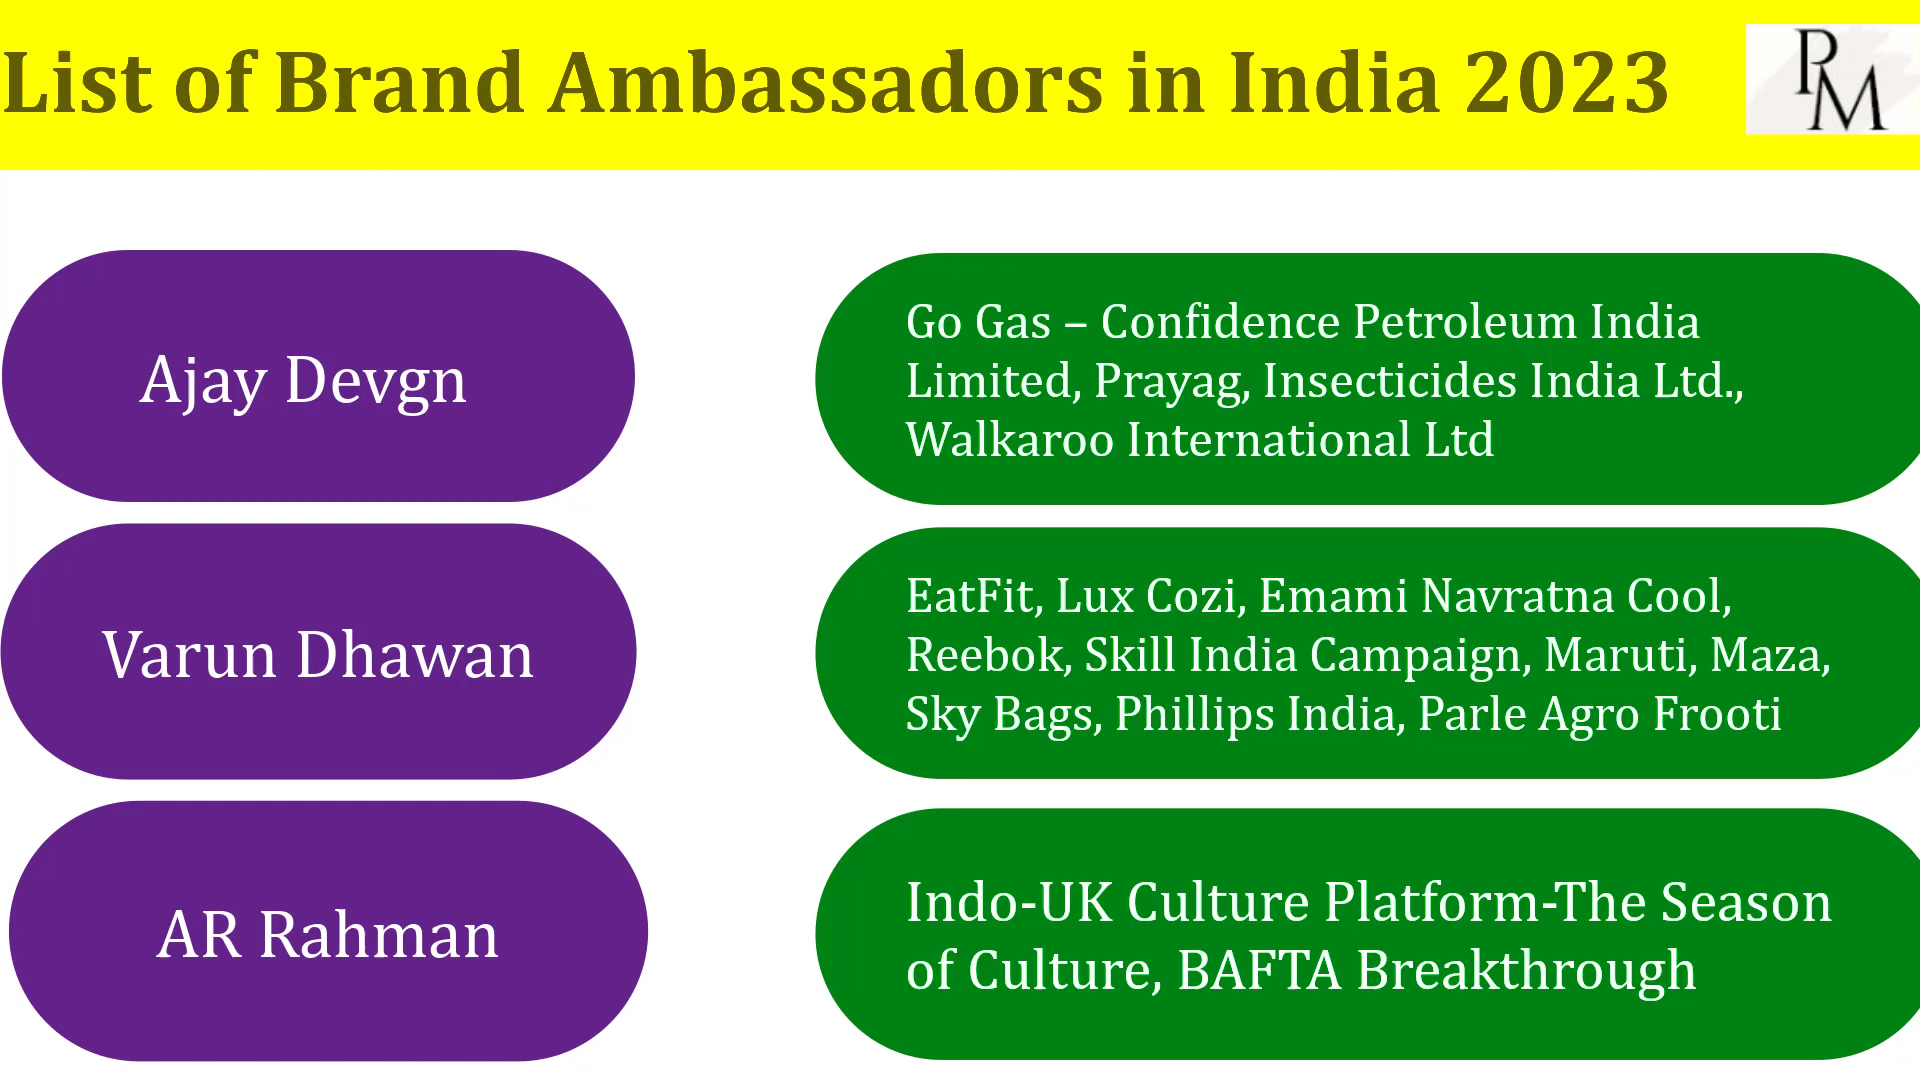 List of Brand Ambassadors in India 2023
PM
Ajay Devgn
Go Gas – Confidence Petroleum India
Limited, Prayag, Insecticides India Ltd.,
Walkaroo International Ltd
Varun Dhawan
EatFit, Lux Cozi, Emami Navratna Cool,
Reebok, Skill India Campaign, Maruti, Maza,
Sky Bags, Phillips India, Parle Agro Frooti
AR Rahman
Indo-UK Culture Platform-The Season
of Culture, BAFTA Breakthrough